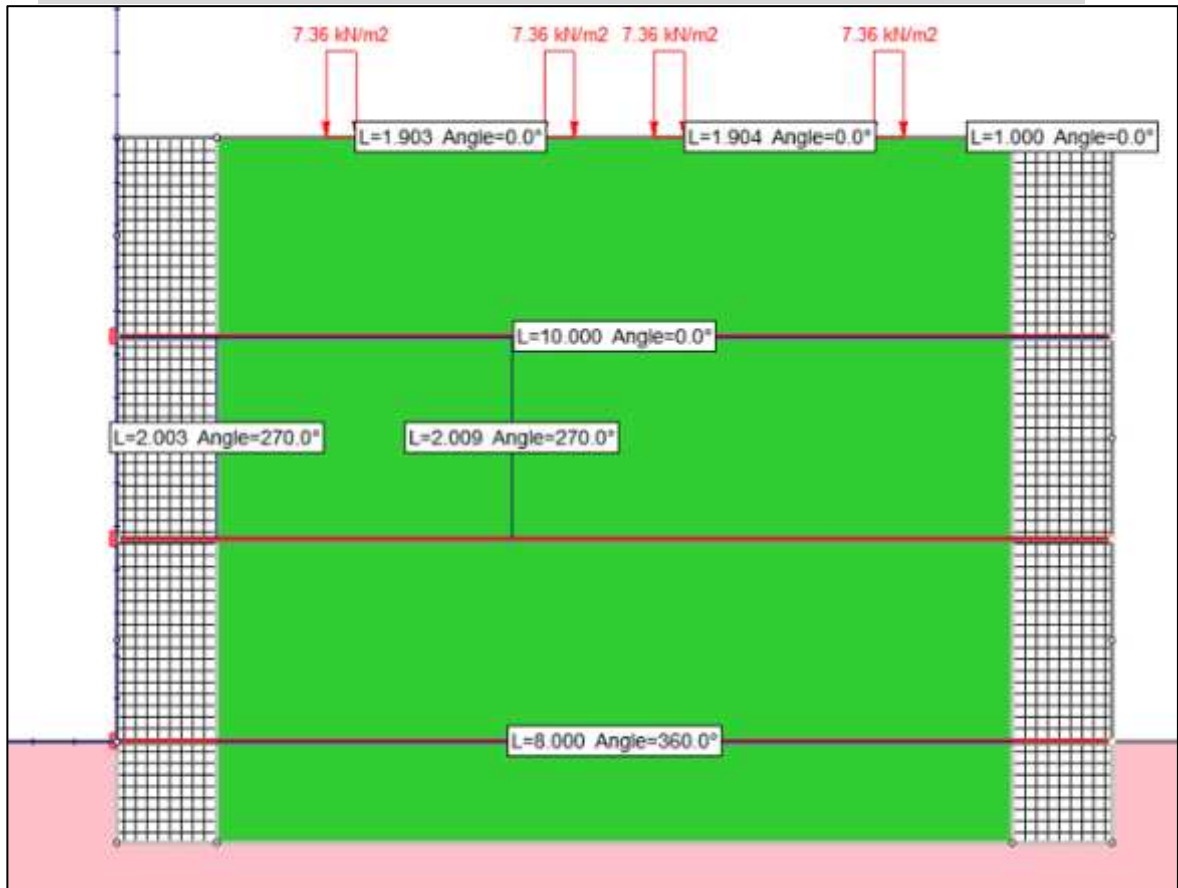 7.36 kN/m2 7.36 kN/m2 7.36 kN/m2 7.36 kN/m2
L=1.903 Angle=0.0° L=1.904 Angle=0.0° L=1.000 Angle=0.0°
L=10.000 Angle=0.0°
L=2.003 Angle=270.0° L=2.009 Angle=270.0°
L=8.000 Angle=360.0°